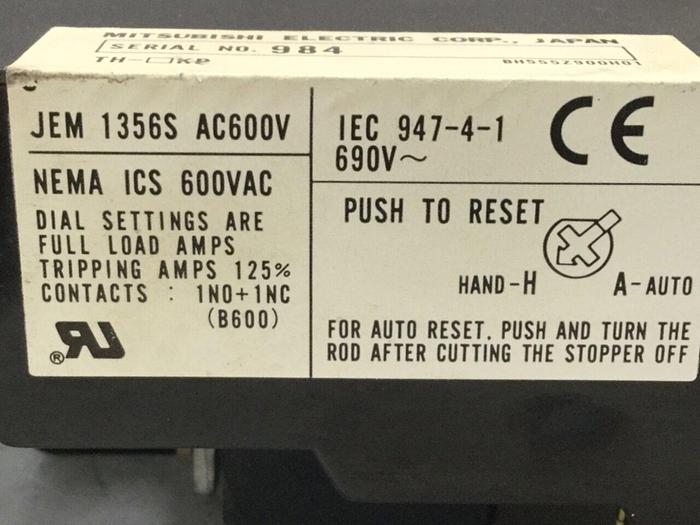 MITSUBISHI ELECTRIC CORP., JAPAN
SERIAL NO. 984
TH-□KP
BH555Z900H01
JEM 1356S AC600V
NEMA ICS 600VAC
DIAL SETTINGS ARE
FULL LOAD AMPS
TRIPPING AMPS 125%
CONTACTS : 1NO+1NC
(B600)
®RU
IEC 947-4-1
690V~
CE
PUSH TO RESET
HAND-H
A-AUTO
FOR AUTO RESET, PUSH AND TURN THE
ROD AFTER CUTTING THE STOPPER OFF